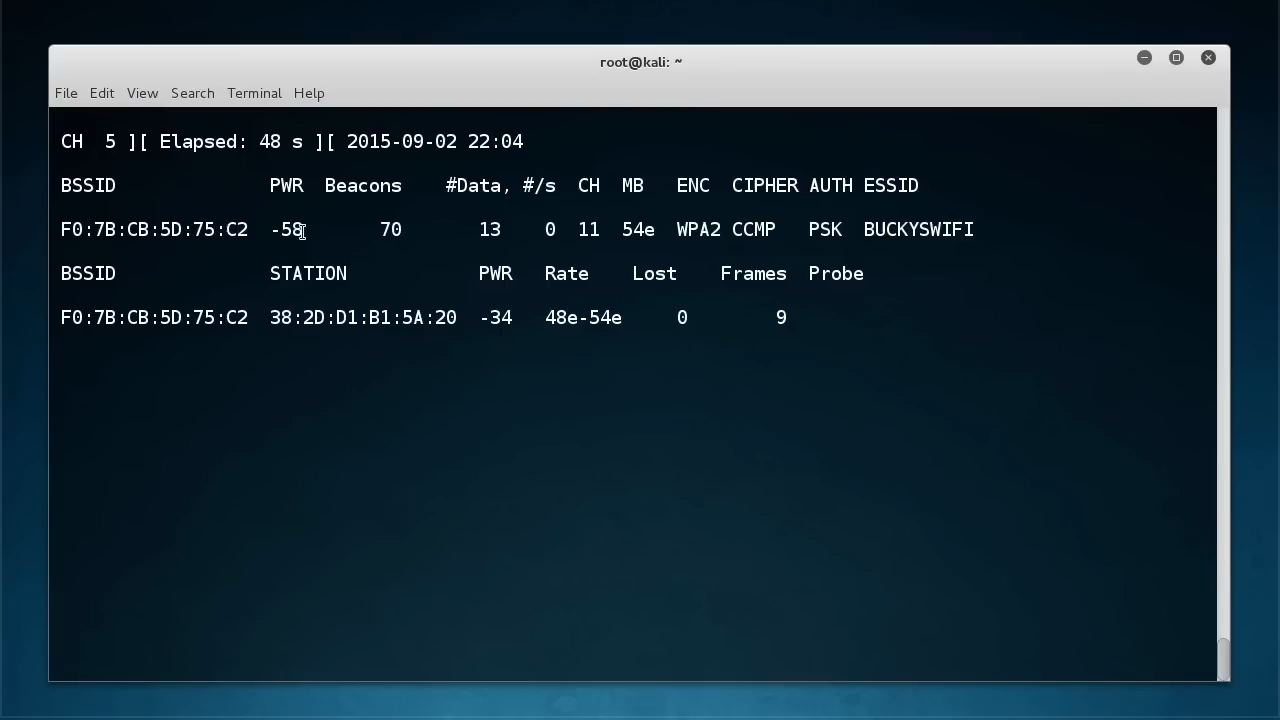 root@kali: ~
File Edit View Search Terminal Help
CH 5 ][ Elapsed: 48 s ][ 2015-09-02 22:04
BSSID PWR Beacons #Data, #/s CH MB ENC CIPHER AUTH ESSID
F0:7B:CB:5D:75:C2 -58 70 13 0 11 54e WPA2 CCMP PSK BUCKYSWIFI
BSSID STATION PWR Rate Lost Frames Probe
F0:7B:CB:5D:75:C2 38:2D:D1:B1:5A:20 -34 48e-54e 0 9